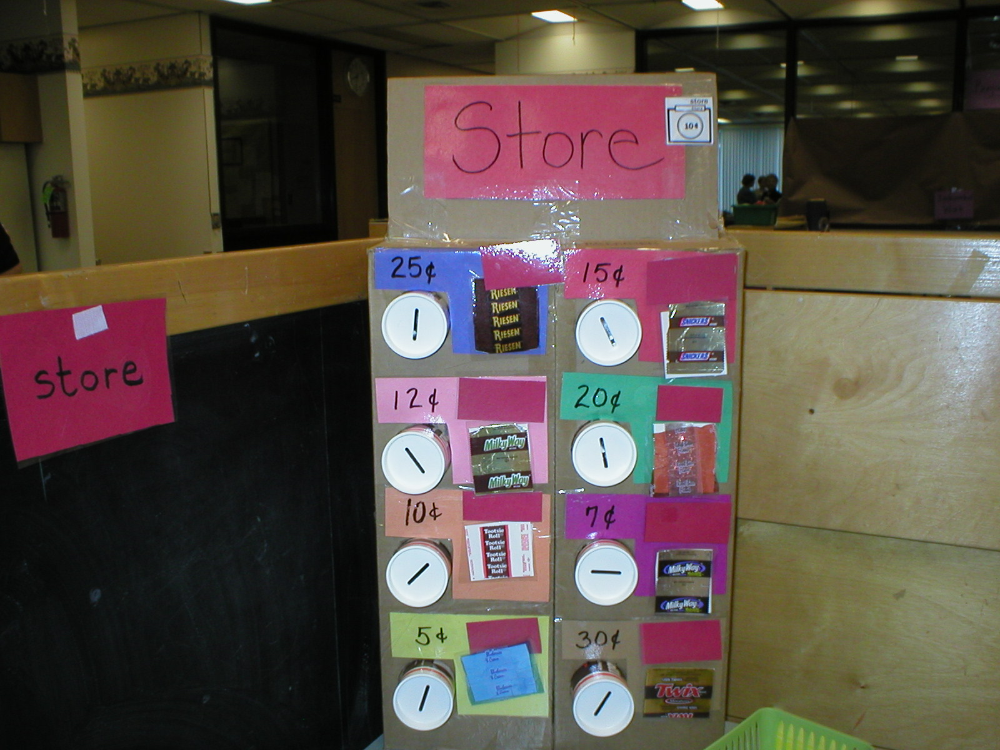 Store
store
10¢
25¢
RIESEN
RIESEN
RIESEN
RIESEN
RIESEN
15¢
SNICKERS
SNICKERS
store
12¢
MilkyWay
MilkyWay
20¢
10¢
Tootsie
Roll
Tootsie
Roll
Tootsie
Roll
Tootsie
Roll
Tootsie
7¢
MilkyWay
MilkyWay
5¢
30¢
Twix